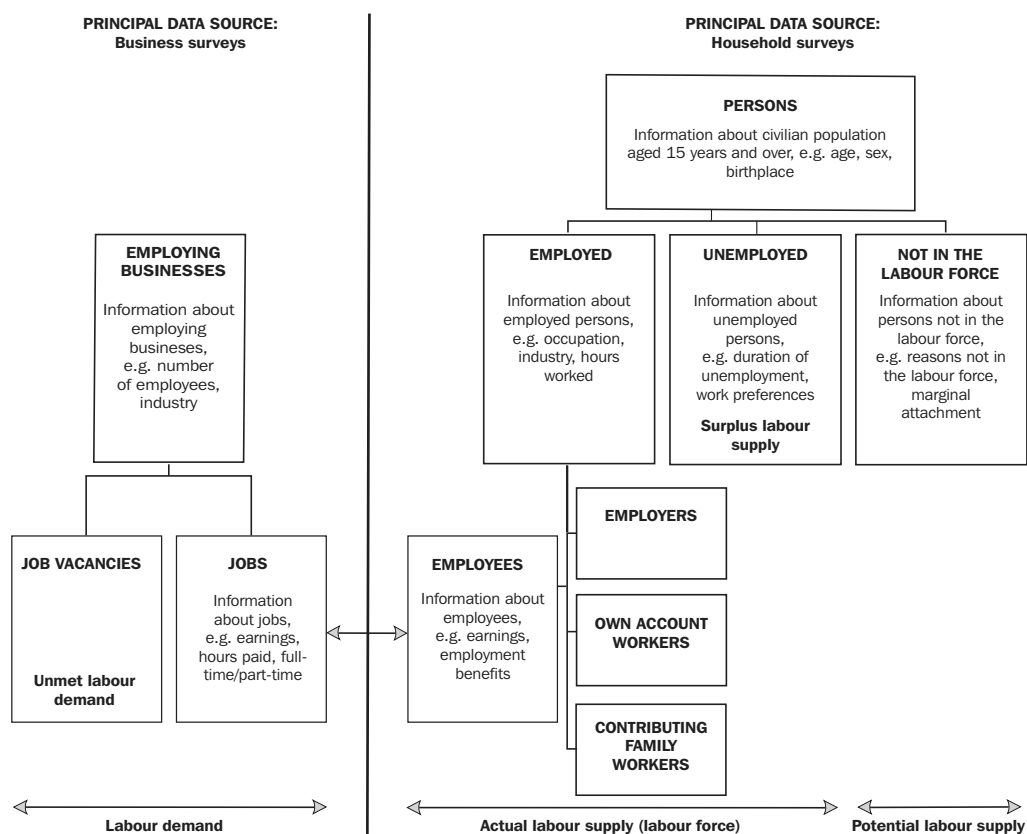 PRINCIPAL DATA SOURCE:
Business surveys
PRINCIPAL DATA SOURCE:
Household surveys
PERSONS
Information about civilian population
aged 15 years and over, e.g. age, sex,
birthplace
EMPLOYING
BUSINESSES
Information about
employing
busineses,
e.g. number
of employees,
industry
EMPLOYED
Information about
employed persons,
e.g. occupation,
industry, hours
worked
UNEMPLOYED
Information about
unemployed
persons,
e.g. duration of
unemployment,
work preferences
Surplus labour
supply
NOT IN THE
LABOUR FORCE
Information about
persons not in the
labour force,
e.g. reasons not in
the labour force,
marginal
attachment
JOB VACANCIES
Unmet labour
demand
JOBS
Information
about jobs,
e.g. earnings,
hours paid, full-
time/part-time
EMPLOYEES
Information about
employees,
e.g. earnings,
employment
benefits
EMPLOYERS
OWN ACCOUNT
WORKERS
CONTRIBUTING
FAMILY
WORKERS
Labour demand
Actual labour supply (labour force)
Potential labour supply